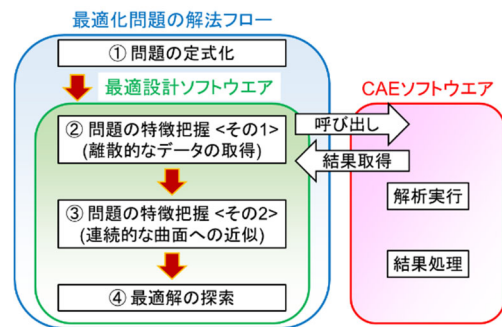 最適化問題の解法フロー
① 問題の定式化
最適設計ソフトウエア
② 問題の特徴把握 <その1>
(離散的なデータの取得)
③ 問題の特徴把握 <その2>
(連続的な曲面への近似)
④ 最適解の探索
呼び出し
結果取得
CAEソフトウエア
解析実行
結果処理